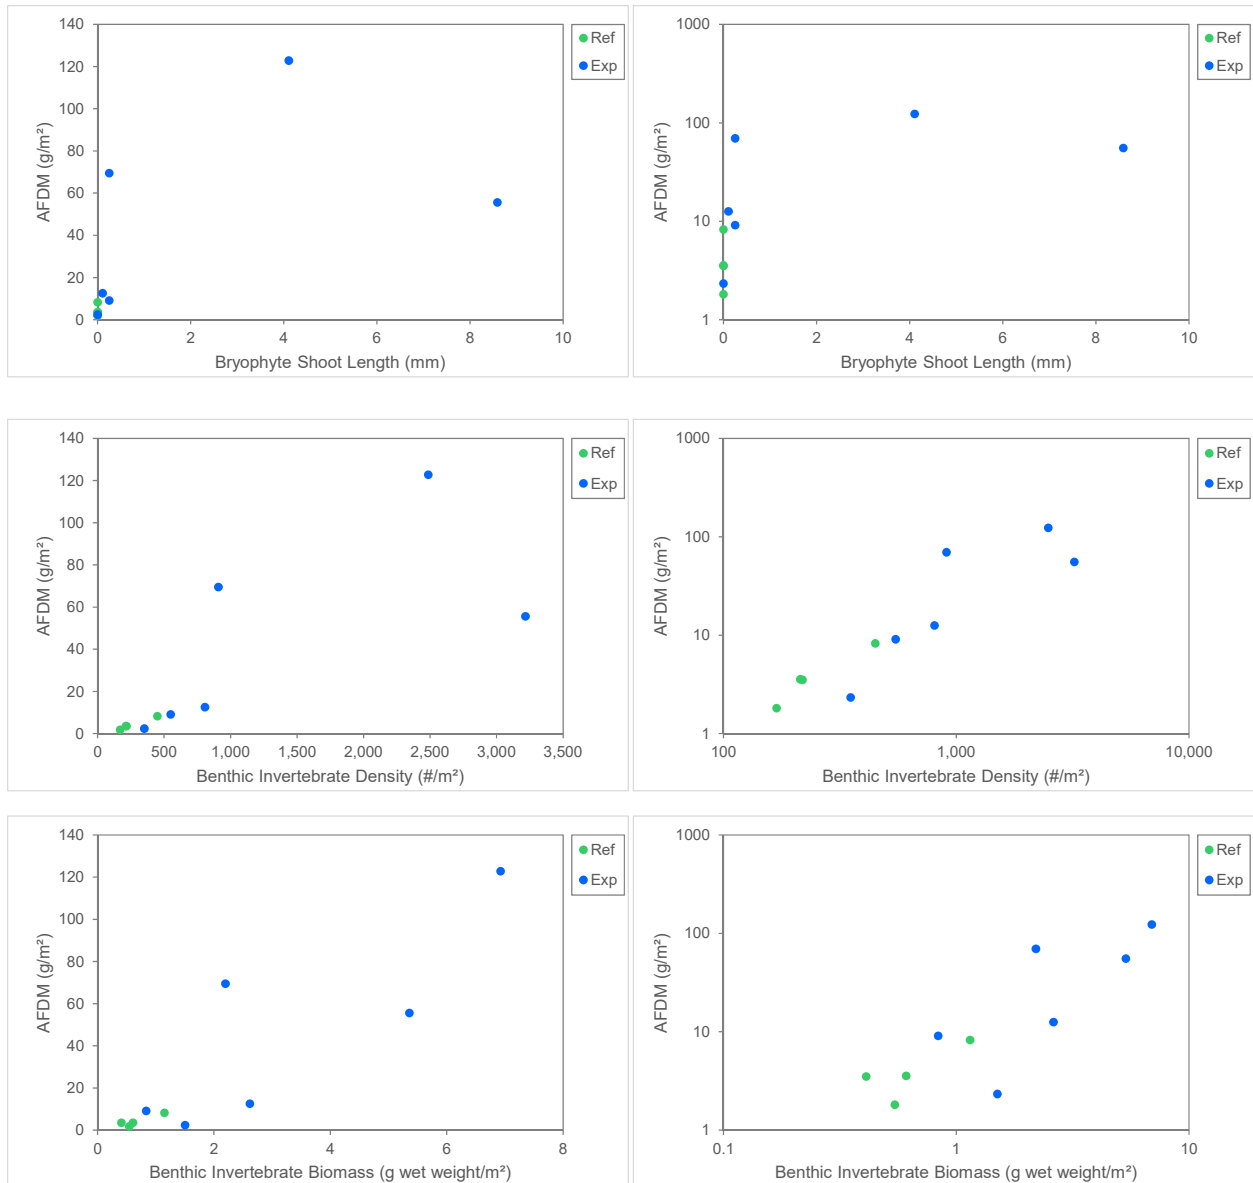 140
120
100
80
60
40
20
0
AFDM (g/m²)
0 2 4 6 8 10
Bryophyte Shoot Length (mm)
Ref
Exp
1000
100
10
1
AFDM (g/m²)
0 2 4 6 8 10
Bryophyte Shoot Length (mm)
Ref
Exp
140
120
100
80
60
40
20
0
AFDM (g/m²)
0 500 1,000 1,500 2,000 2,500 3,000 3,500
Benthic Invertebrate Density (#/m²)
Ref
Exp
1000
100
10
1
AFDM (g/m²)
100 1,000 10,000
Benthic Invertebrate Density (#/m²)
Ref
Exp
140
120
100
80
60
40
20
0
AFDM (g/m²)
0 2 4 6 8
Benthic Invertebrate Biomass (g wet weight/m²)
Ref
Exp
1000
100
10
1
AFDM (g/m²)
0.1 1 10
Benthic Invertebrate Biomass (g wet weight/m²)
Ref
Exp